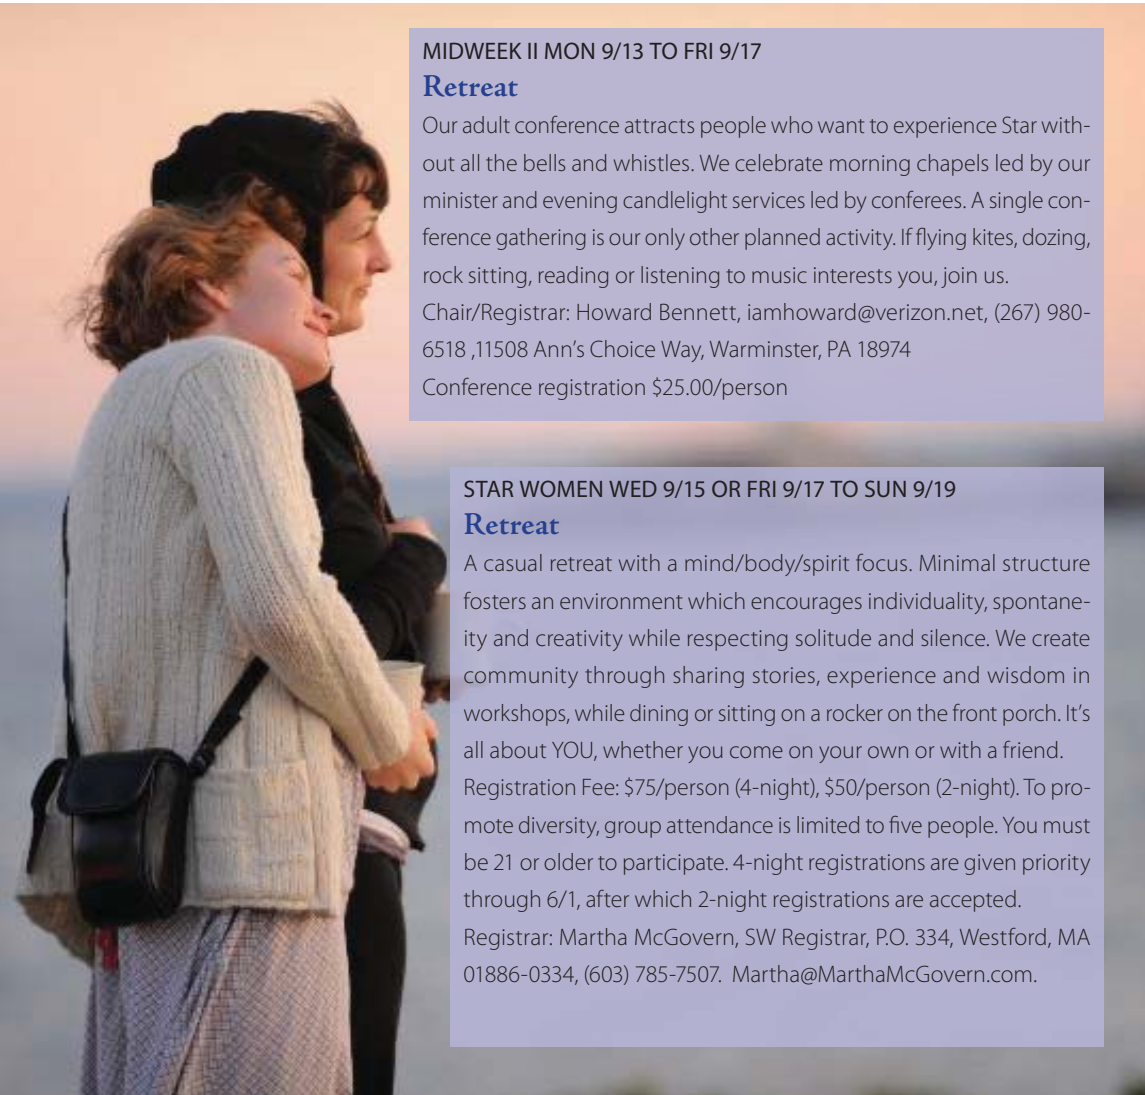 MIDWEEK II MON 9/13 TO FRI 9/17
Retreat
Our adult conference attracts people who want to experience Star with-
out all the bells and whistles. We celebrate morning chapels led by our
minister and evening candlelight services led by conferees. A single con-
ference gathering is our only other planned activity. If flying kites, dozing,
rock sitting, reading or listening to music interests you, join us.
Chair/Registrar: Howard Bennett, iamhoward@verizon.net, (267) 980-
6518 ,11508 Ann's Choice Way, Warminster, PA 18974
Conference registration $25.00/person
STAR WOMEN WED 9/15 OR FRI 9/17 TO SUN 9/19
Retreat
A casual retreat with a mind/body/spirit focus. Minimal structure
fosters an environment which encourages individuality, spontane-
ity and creativity while respecting solitude and silence. We create
community through sharing stories, experience and wisdom in
workshops, while dining or sitting on a rocker on the front porch. It's
all about YOU, whether you come on your own or with a friend.
Registration Fee: $75/person (4-night), $50/person (2-night). To pro-
mote diversity, group attendance is limited to five people. You must
be 21 or older to participate. 4-night registrations are given priority
through 6/1, after which 2-night registrations are accepted.
Registrar: Martha McGovern, SW Registrar, P.O. 334, Westford, MA
01886-0334, (603) 785-7507.  Martha@MarthaMcGovern.com.